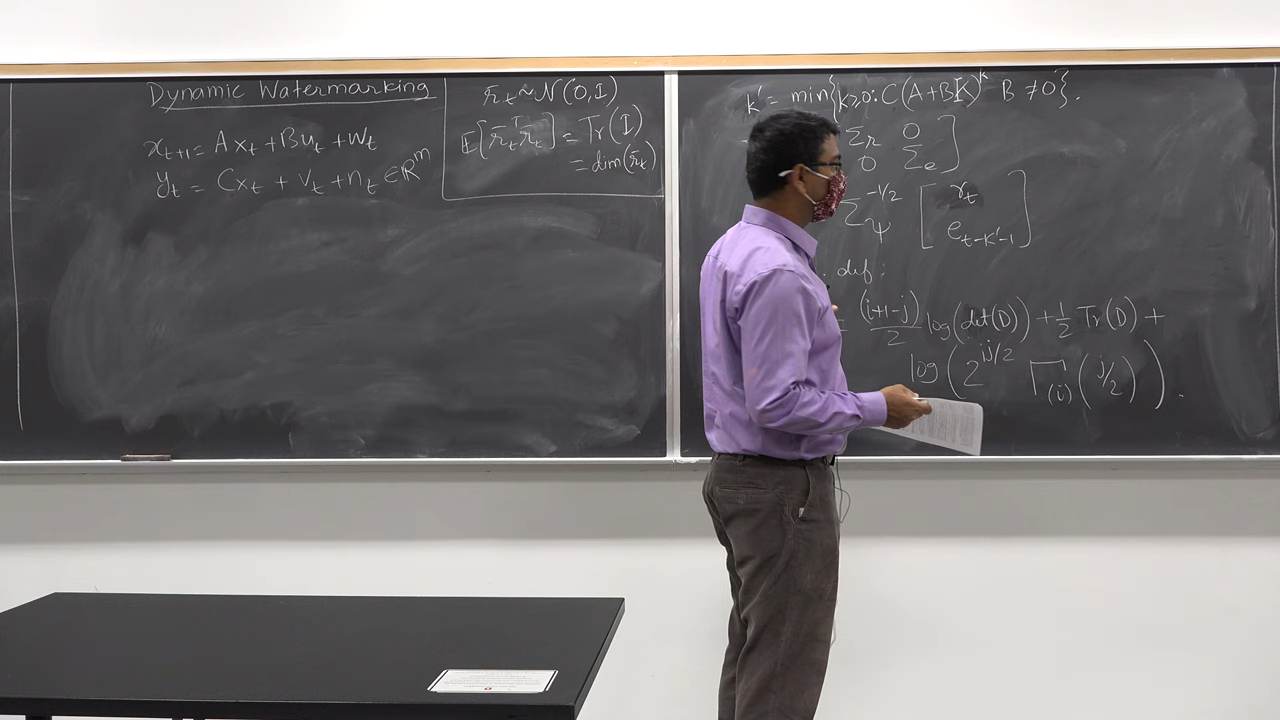 Dynamic Watermarking
x_{t+1} = Ax_t + Bu_t + w_t
y_t = Cx_t + v_t + n_t ∈ ℝ^m
r̄_t ~ N(0, I)
E[r̄_t^T r̄_t] = Tr(I)
= dim(r̄_t)
k' = min{k≥0: C(A+BK)^k B ≠ 0}.
Σ_r 0
0 Σ_e ]
Σ_ψ^{-1/2} [ r_t
e_{t-k'-1} ]
. def:
= (i+1-j)/2 log(det(D)) + 1/2 Tr(D) +
log(2^{ij/2} Γ_{(i)}(j/2)).